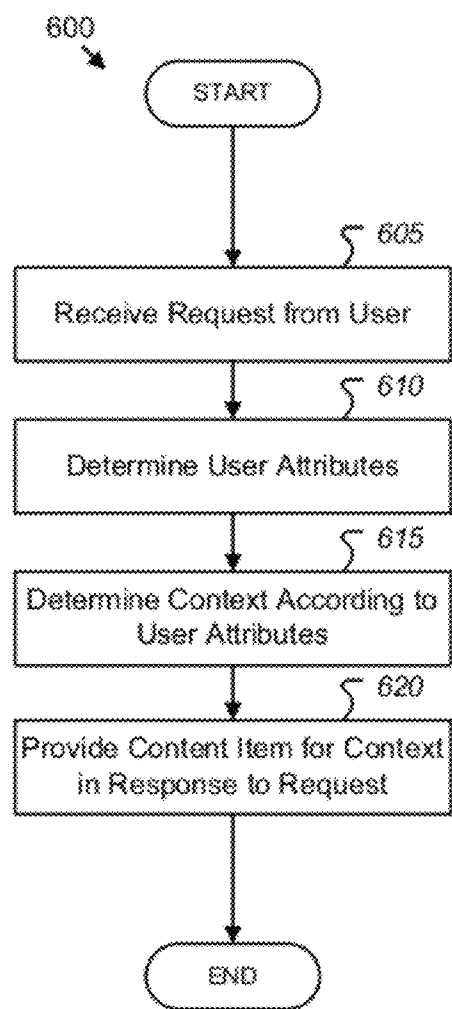 600
START
605
Receive Request from User
610
Determine User Attributes
615
Determine Context According to
User Attributes
620
Provide Content Item for Context
in Response to Request
END